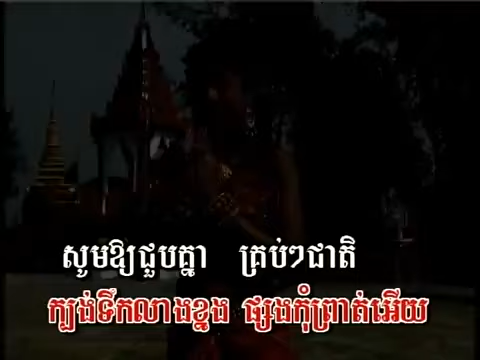 សូមឱ្យជួបគ្នា គ្រប់ៗជាតិ
ក្បង់ទឹកលាងខ្នង ផ្សងកុំព្រាត់អើយ